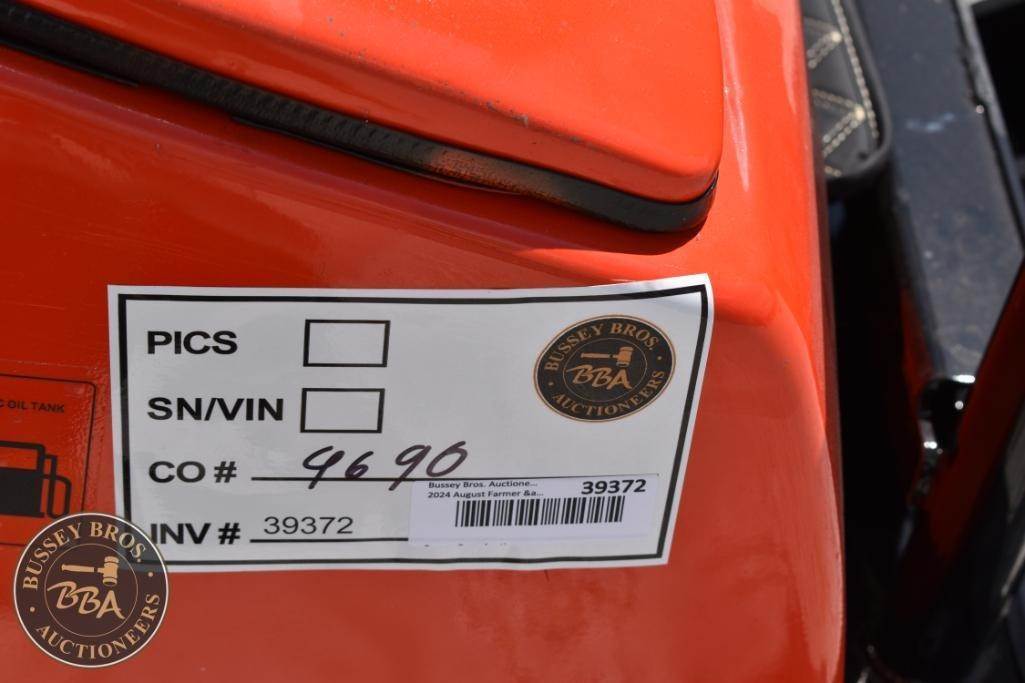 PICS
BUSSEY BROS.
BBA
AUCTIONEERS
SN/VIN
C OIL TANK
CO # 9690
Bussey Bros. Auctione... 39372
2024 August Farmer &a...
INV # 39372
BUSSEY BROS.
BBA
AUCTIONEERS